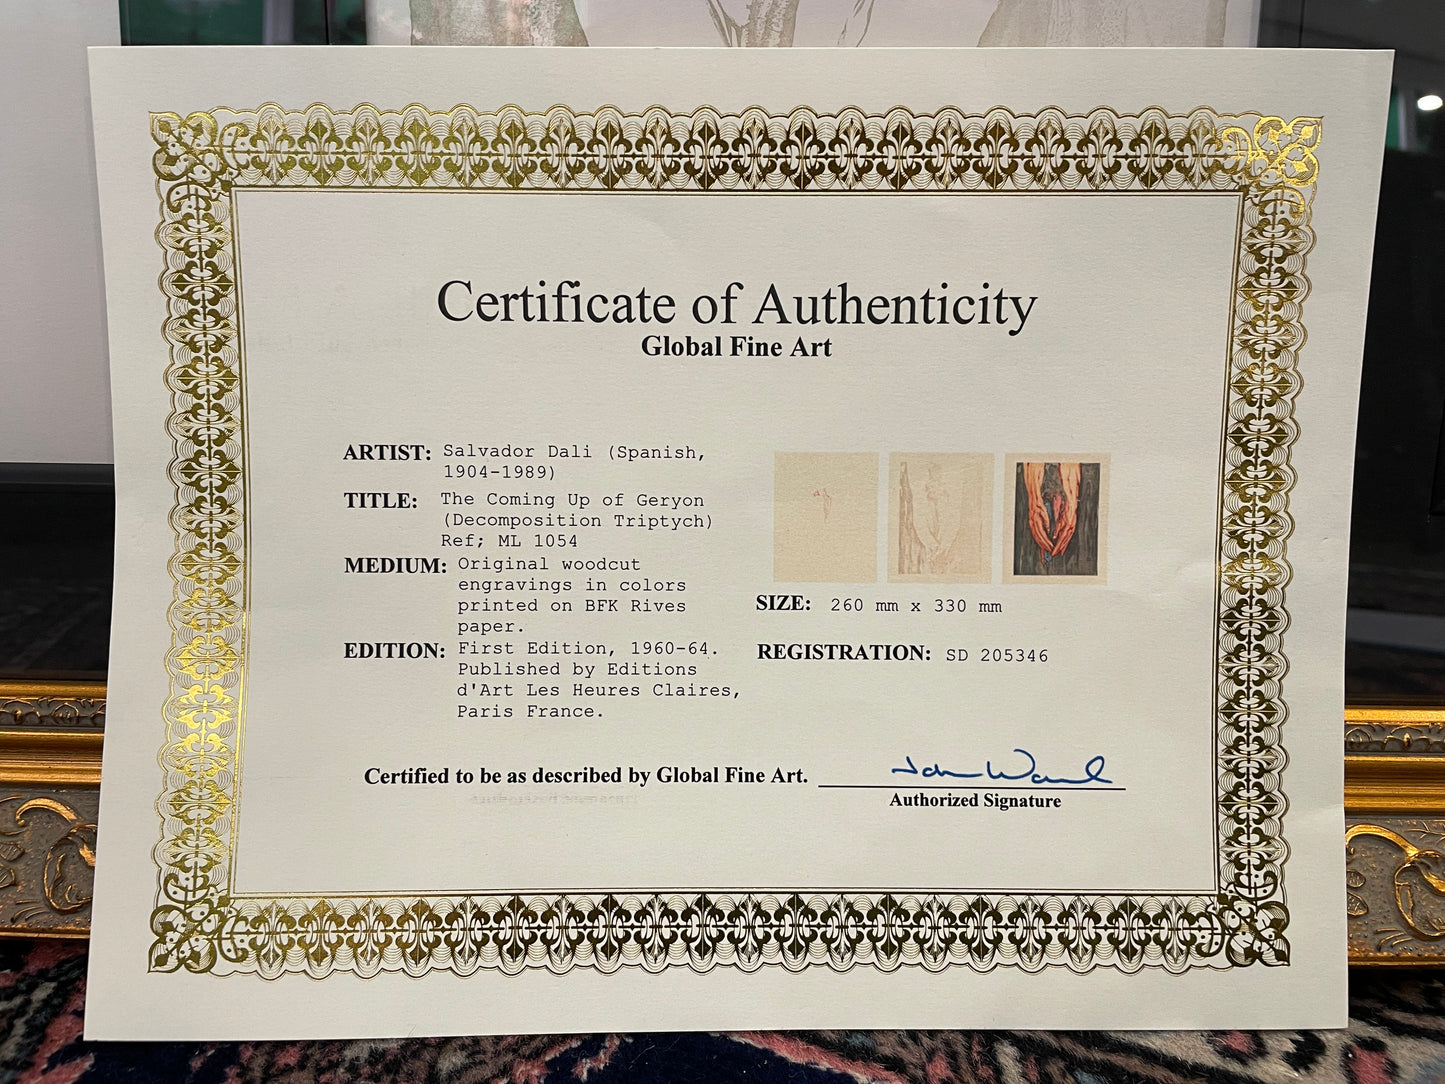 Certificate of Authenticity
Global Fine Art
ARTIST: Salvador Dali (Spanish,
1904-1989)
TITLE: The Coming Up of Geryon
(Decomposition Triptych)
Ref; ML 1054
MEDIUM: Original woodcut
engravings in colors
printed on BFK Rives
paper.
EDITION: First Edition, 1960-64.
Published by Editions
d'Art Les Heures Claires,
Paris France.
SIZE: 260 mm x 330 mm
REGISTRATION: SD 205346
Certified to be as described by Global Fine Art.
Authorized Signature